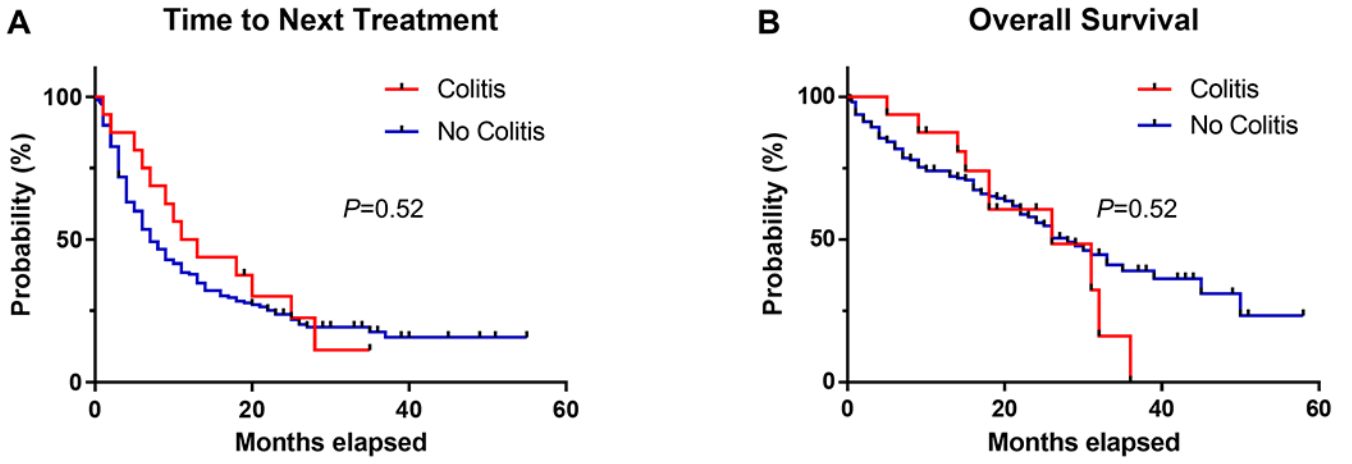 A Time to Next Treatment
Probability (%)
100
50
0
Colitis
No Colitis
P=0.52
0 20 40 60
Months elapsed
B Overall Survival
Probability (%)
100
50
0
Colitis
No Colitis
P=0.52
0 20 40 60
Months elapsed